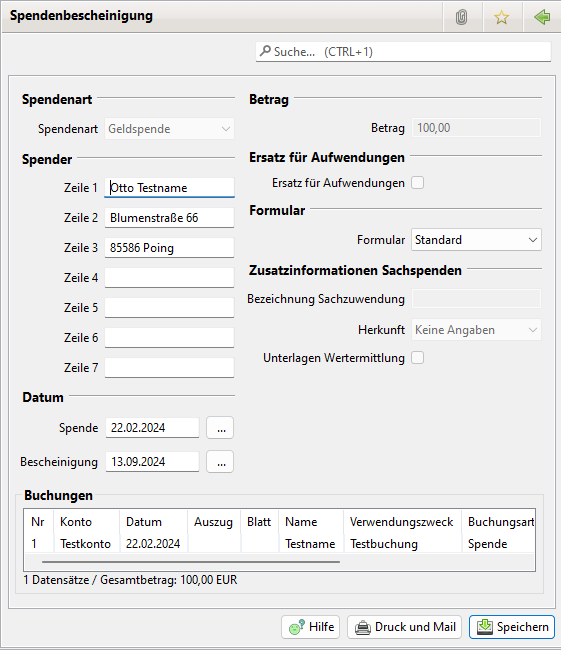 Spendenbescheinigung
Suche... (CTRL+1)
Spendenart
Spendenart Geldspende
Spender
Zeile 1 Otto Testname
Zeile 2 Blumenstraße 66
Zeile 3 85586 Poing
Zeile 4
Zeile 5
Zeile 6
Zeile 7
Datum
Spende 22.02.2024 ...
Bescheinigung 13.09.2024 ...
Betrag
Betrag 100,00
Ersatz für Aufwendungen
Ersatz für Aufwendungen
Formular
Formular Standard
Zusatzinformationen Sachspenden
Bezeichnung Sachzuwendung
Herkunft Keine Angaben
Unterlagen Wertermittlung
Buchungen
Nr Konto Datum Auszug Blatt Name Verwendungszweck Buchungsart
1 Testkonto 22.02.2024 Testname Testbuchung Spende
1 Datensätze / Gesamtbetrag: 100,00 EUR
Hilfe Druck und Mail Speichern